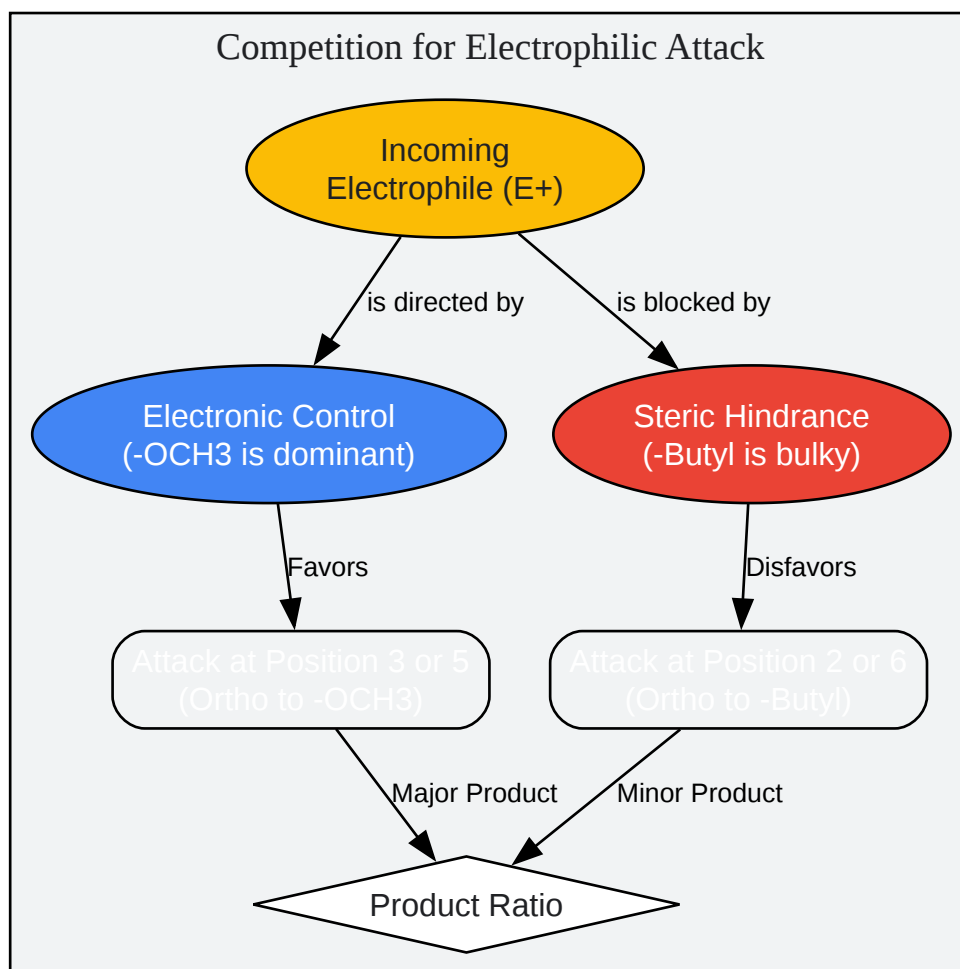 Competition for Electrophilic Attack
Incoming
Electrophile (E+)
is directed by
is blocked by
Electronic Control
(-OCH3 is dominant)
Steric Hindrance
(-Butyl is bulky)
Favors
Disfavors
Attack at Position 3 or 5
(Ortho to -OCH3)
Attack at Position 2 or 6
(Ortho to -Butyl)
Major Product
Minor Product
Product Ratio